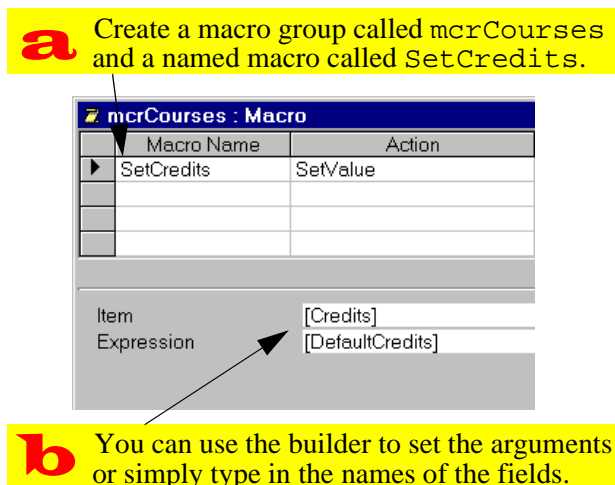 a Create a macro group called mcrCourses
and a named macro called SetCredits.
mcrCourses : Macro
Macro Name Action
SetCredits SetValue
Item [Credits]
Expression [DefaultCredits]
b You can use the builder to set the arguments
or simply type in the names of the fields.